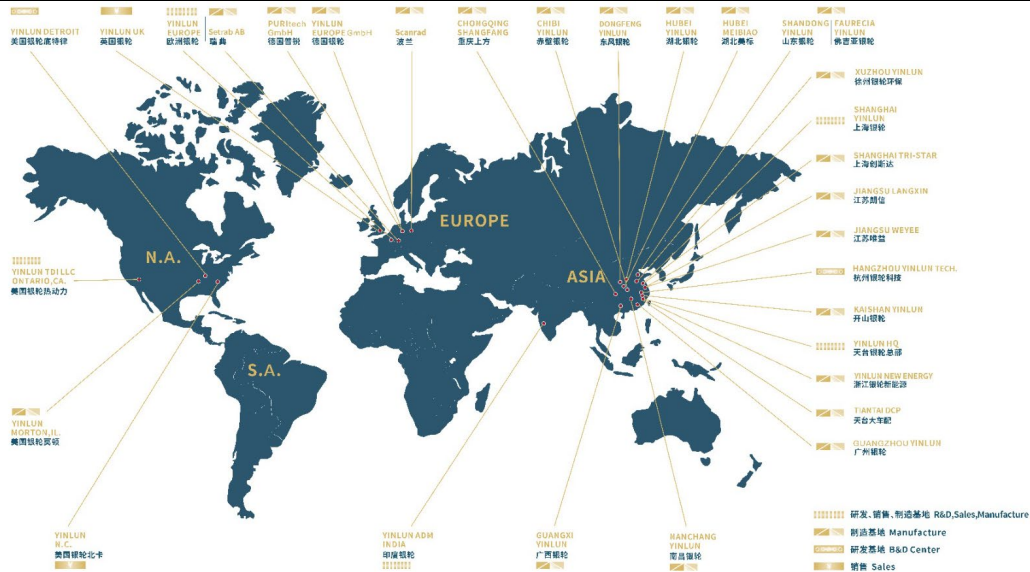 YINLUN DETROIT
美国银轮底特律
YINLUN UK
英国银轮
YINLUN
EUROPE
欧洲银轮
Setrab AB
瑞典
PURItech
GmbH
德国普锐
YINLUN
EUROPE GmbH
德国银轮
Scanrad
波兰
CHONGQING
SHANGFANG
重庆上方
CHIBI
YINLUN
赤壁银轮
DONGFENG
YINLUN
东风银轮
HUBEI
YINLUN
湖北银轮
HUBEI
MEIBIAO
湖北美标
SHANDONG
YINLUN
山东银轮
FAURECIA
YINLUN
佛吉亚银轮
XUZHOU YINLUN
徐州银轮环保
SHANGHAI
YINLUN
上海银轮
SHANGHAI TRI-STAR
上海创斯达
JIANGSU LANGXIN
江苏朗信
JIANGSU WEYEE
江苏唯益
HANGZHOU YINLUN TECH.
杭州银轮科技
KAISHAN YINLUN
开山银轮
YINLUN HQ
天台银轮总部
YINLUN NEW ENERGY
浙江银轮新能源
TIANTAI DCP
天台大车配
GUANGZHOU YINLUN
广州银轮
N.A.
EUROPE
ASIA
S.A.
YINLUN TDI LLC
ONTARIO,CA.
美国银轮热动力
YINLUN
MORTON,IL.
美国银轮莫顿
YINLUN
N.C.
美国银轮北卡
YINLUN ADM
INDIA
印度银轮
GUANGXI
YINLUN
广西银轮
NANCHANG
YINLUN
南昌银轮
研发、销售、制造基地 R&D,Sales,Manufacture
制造基地 Manufacture
研发基地 R&D Center
销售 Sales